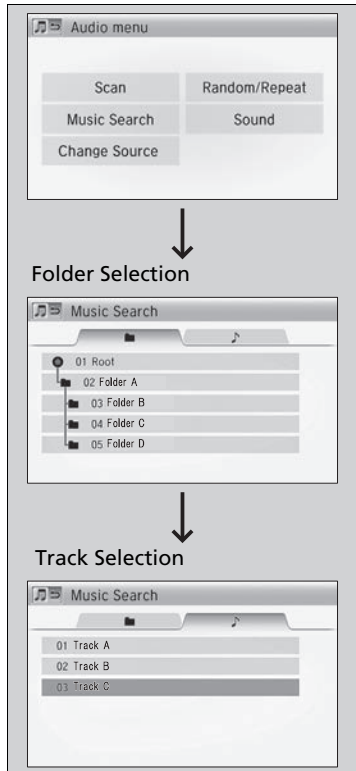 Audio menu
Scan Random/Repeat
Music Search Sound
Change Source
Folder Selection
Music Search
01 Root
02 Folder A
03 Folder B
04 Folder C
05 Folder D
Track Selection
Music Search
01 Track A
02 Track B
03 Track C